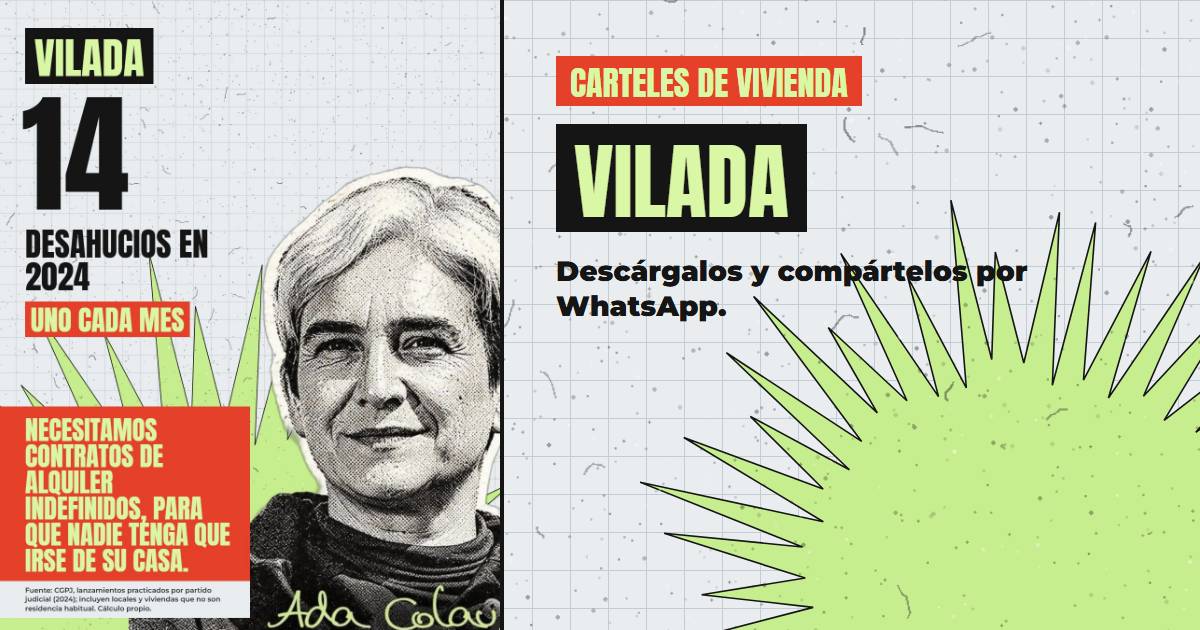 VILADA
14
DESAHUCIOS EN
2024
UNO CADA MES
NECESITAMOS
CONTRATOS DE
ALQUILER
INDEFINIDOS, PARA
QUE NADIE TENGA QUE
IRSE DE SU CASA.
Fuente: CGPJ, lanzamientos practicados por partido
judicial (2024); incluyen locales y viviendas que no son
residencia habitual. Cálculo propio.
Ada Colau
CARTELES DE VIVIENDA
VILADA
Descárgalos y compártelos por
WhatsApp.